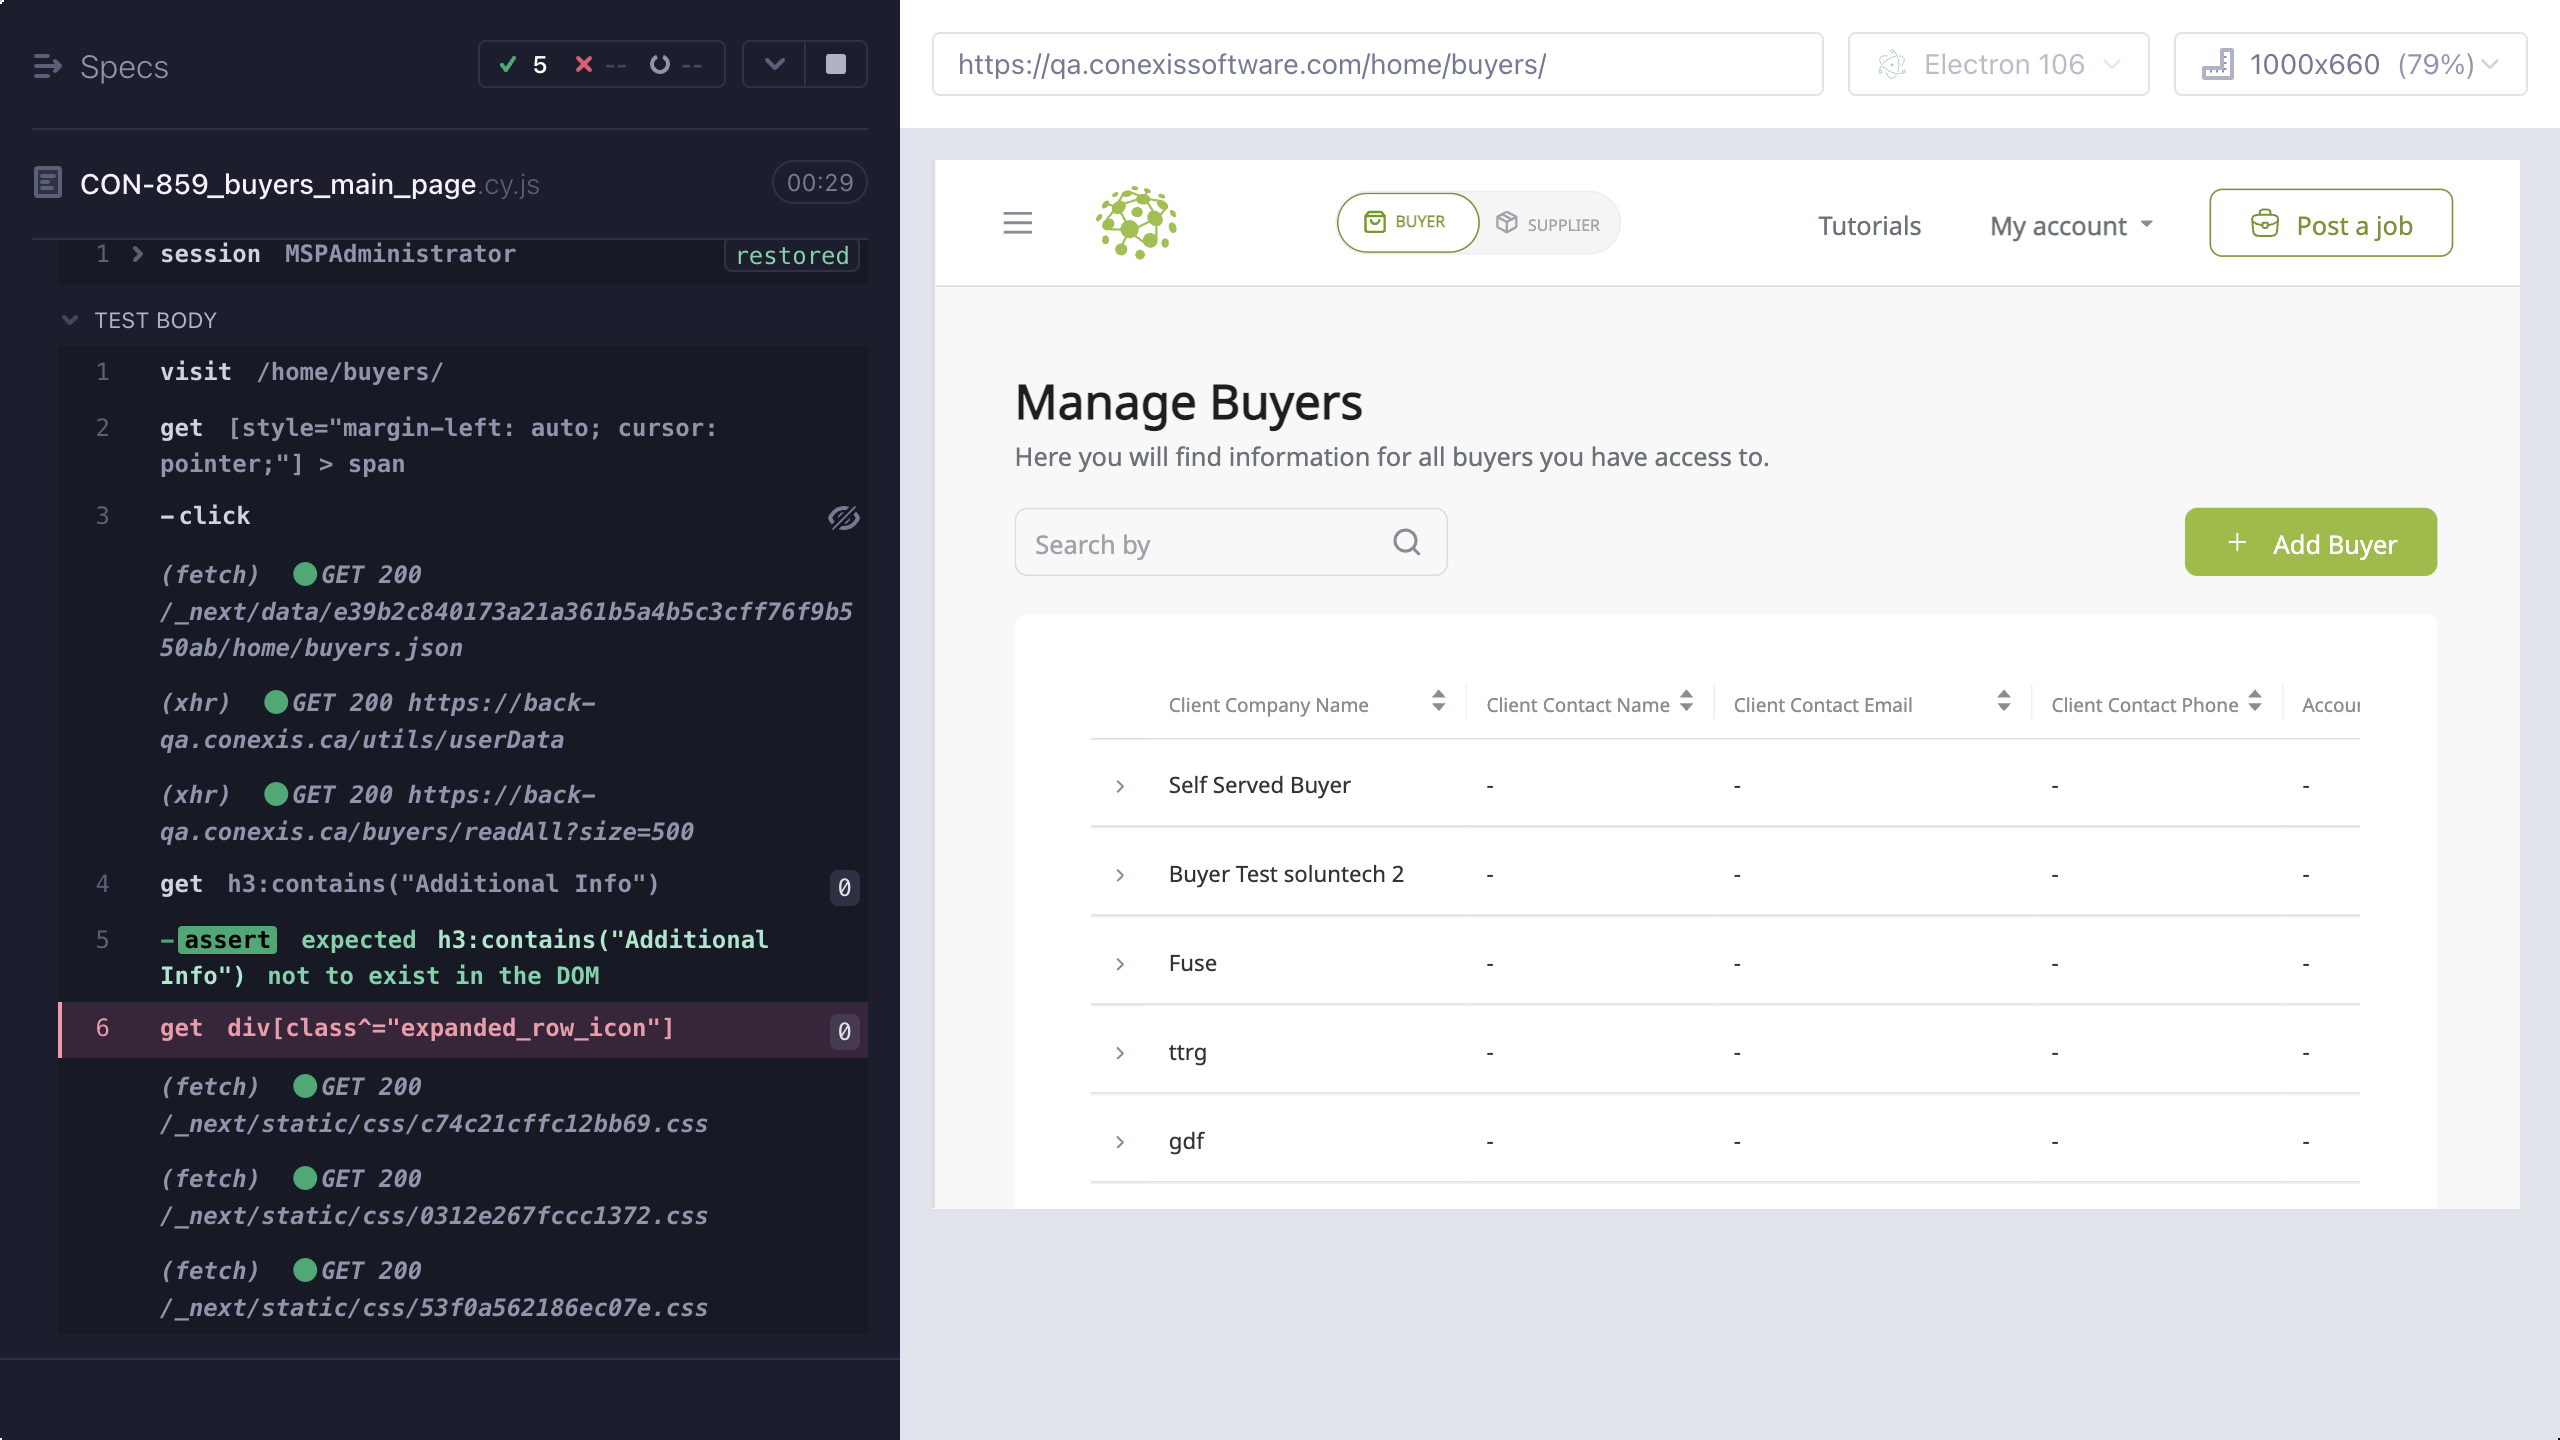 Specs
5 -- --
CON-859_buyers_main_page.cy.js
00:29
1 session MSPAdministrator restored
TEST BODY
1 visit /home/buyers/
2 get [style="margin-left: auto; cursor:
pointer;"] > span
3 -click
(fetch) GET 200
/_next/data/e39b2c840173a21a361b5a4b5c3cff76f9b5
50ab/home/buyers.json
(xhr) GET 200 https://back-
qa.conexis.ca/utils/userData
(xhr) GET 200 https://back-
qa.conexis.ca/buyers/readAll?size=500
4 get h3:contains("Additional Info") 0
5 -assert expected h3:contains("Additional
Info") not to exist in the DOM
6 get div[class^="expanded_row_icon"] 0
(fetch) GET 200
/_next/static/css/c74c21cffc12bb69.css
(fetch) GET 200
/_next/static/css/0312e267fccc1372.css
(fetch) GET 200
/_next/static/css/53f0a562186ec07e.css
https://qa.conexissoftware.com/home/buyers/
Electron 106
1000x660 (79%)
BUYER
SUPPLIER
Tutorials
My account
Post a job
Manage Buyers
Here you will find information for all buyers you have access to.
Search by
+ Add Buyer
Client Company Name Client Contact Name Client Contact Email Client Contact Phone Accoun
Self Served Buyer - - - -
Buyer Test soluntech 2 - - - -
Fuse - - - -
ttrg - - - -
gdf - - - -